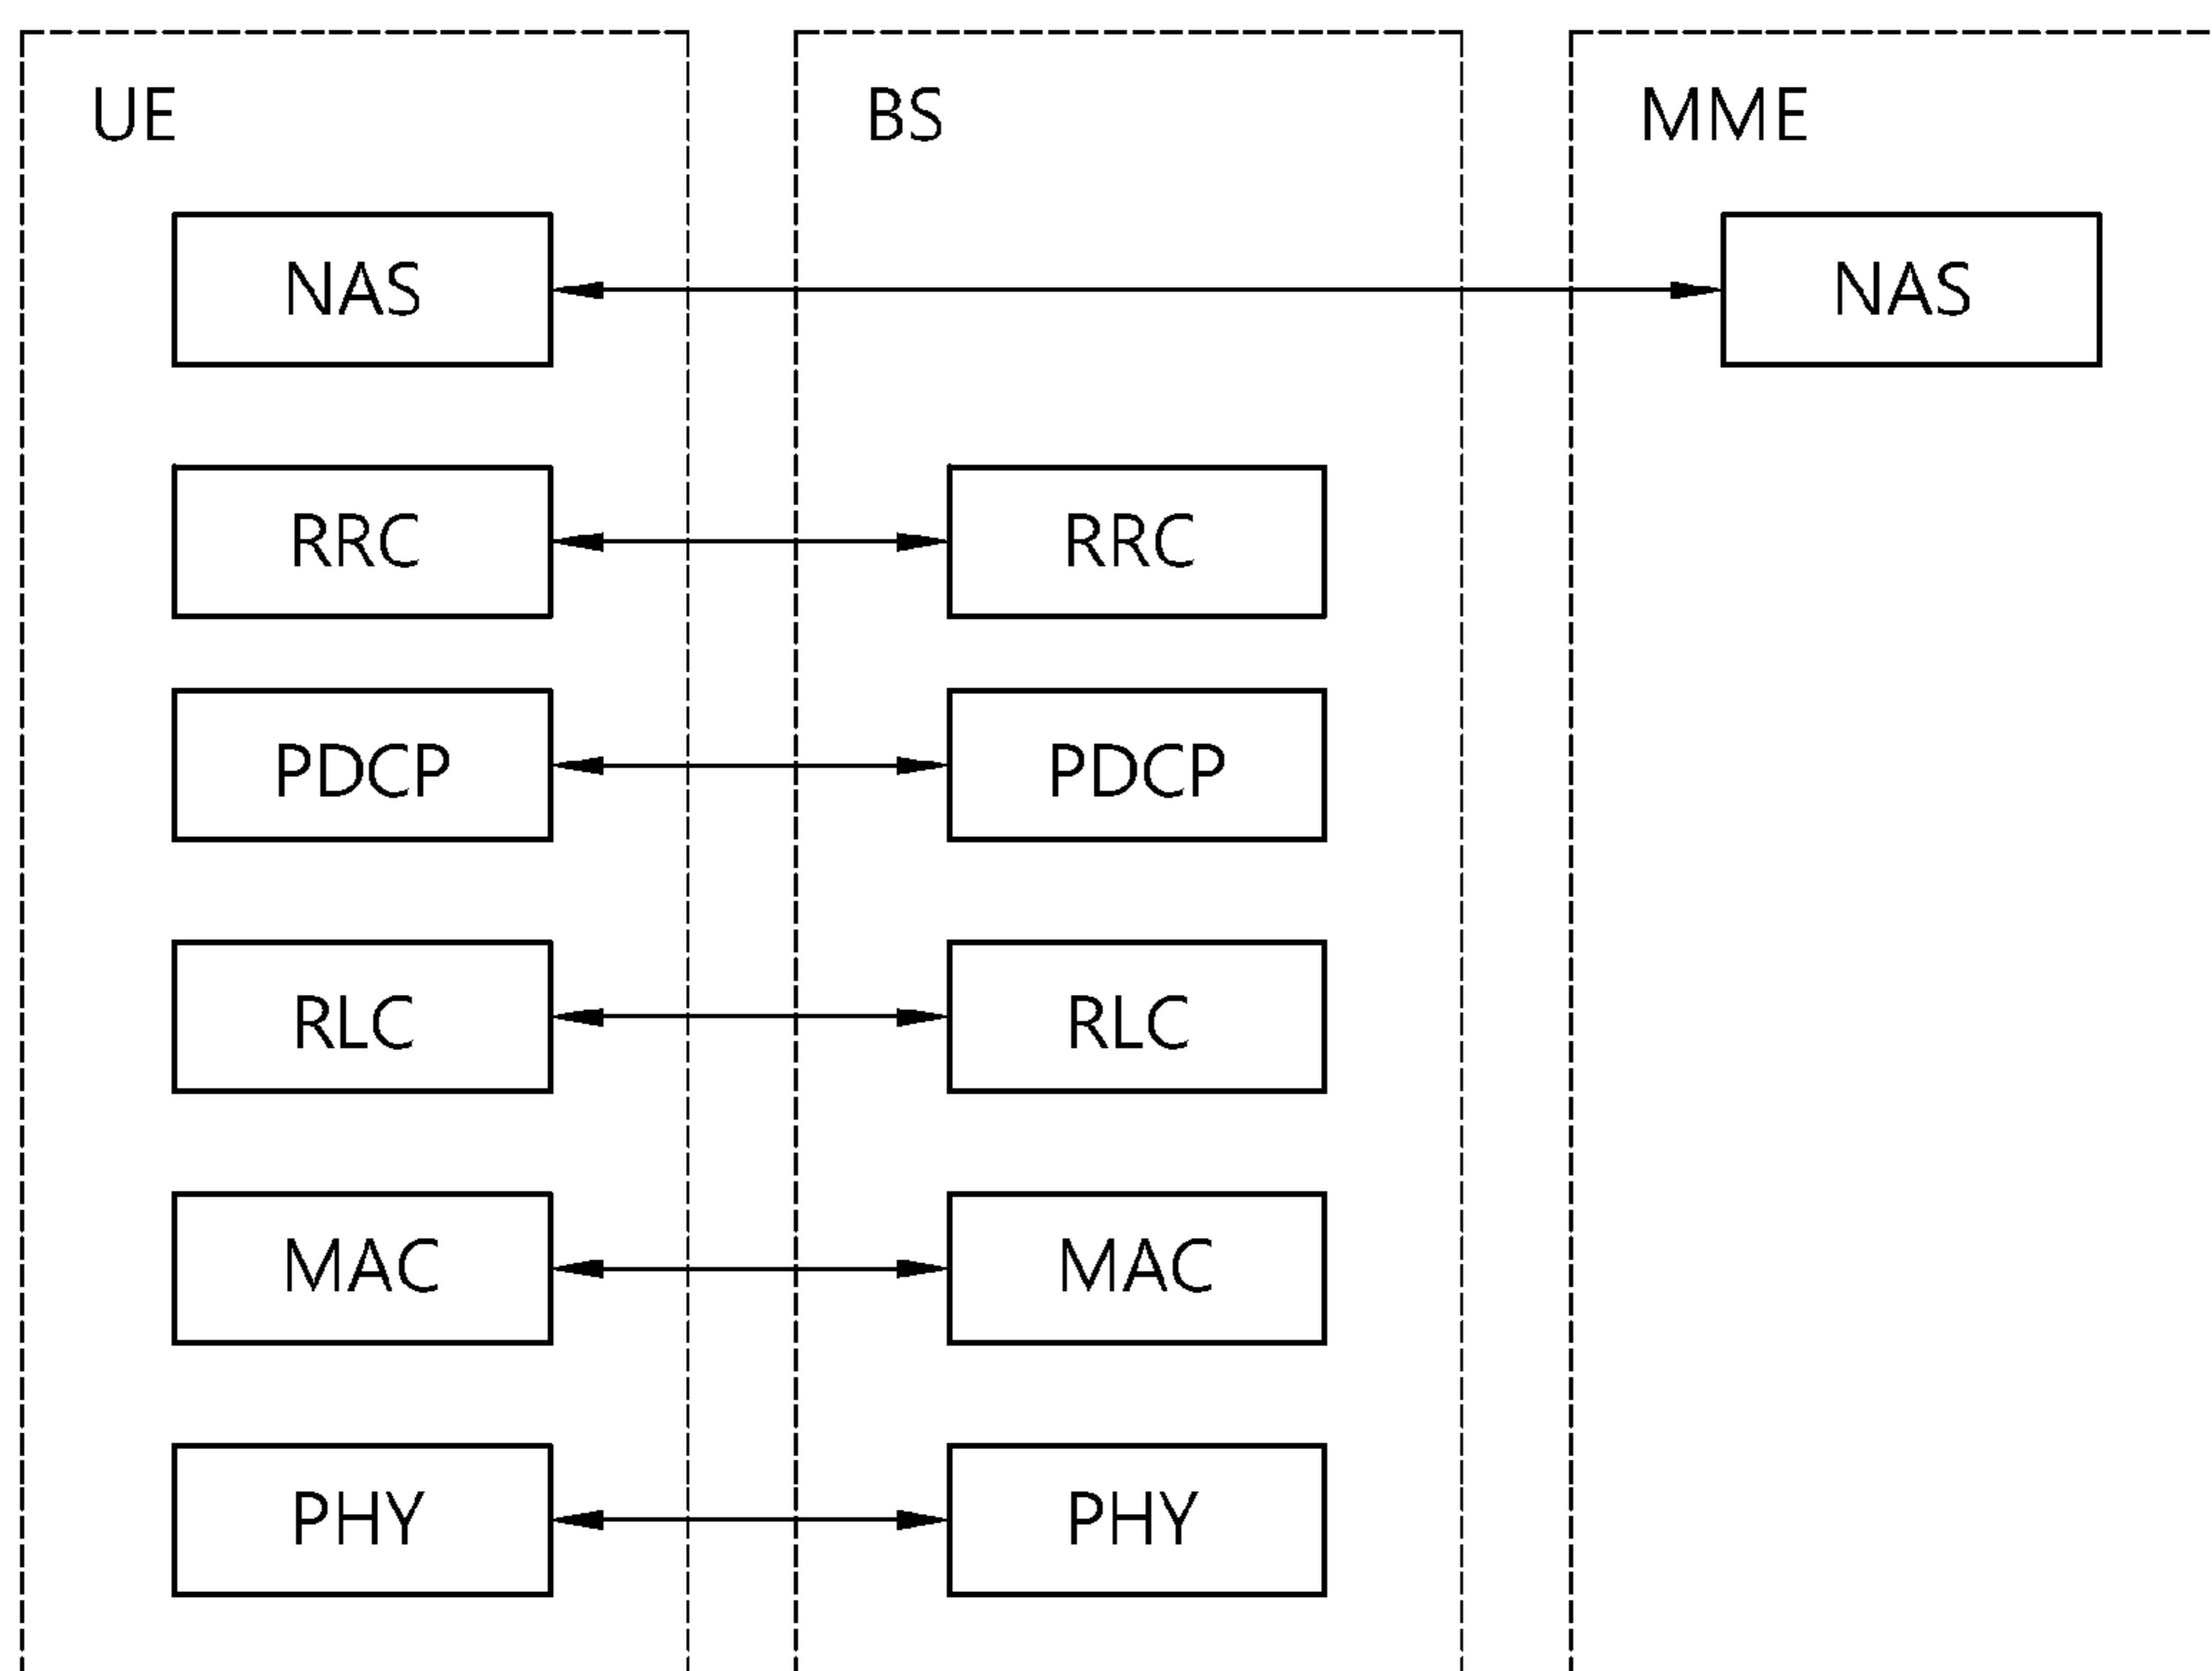 UE BS MME
NAS NAS
RRC RRC
PDCP PDCP
RLC RLC
MAC MAC
PHY PHY